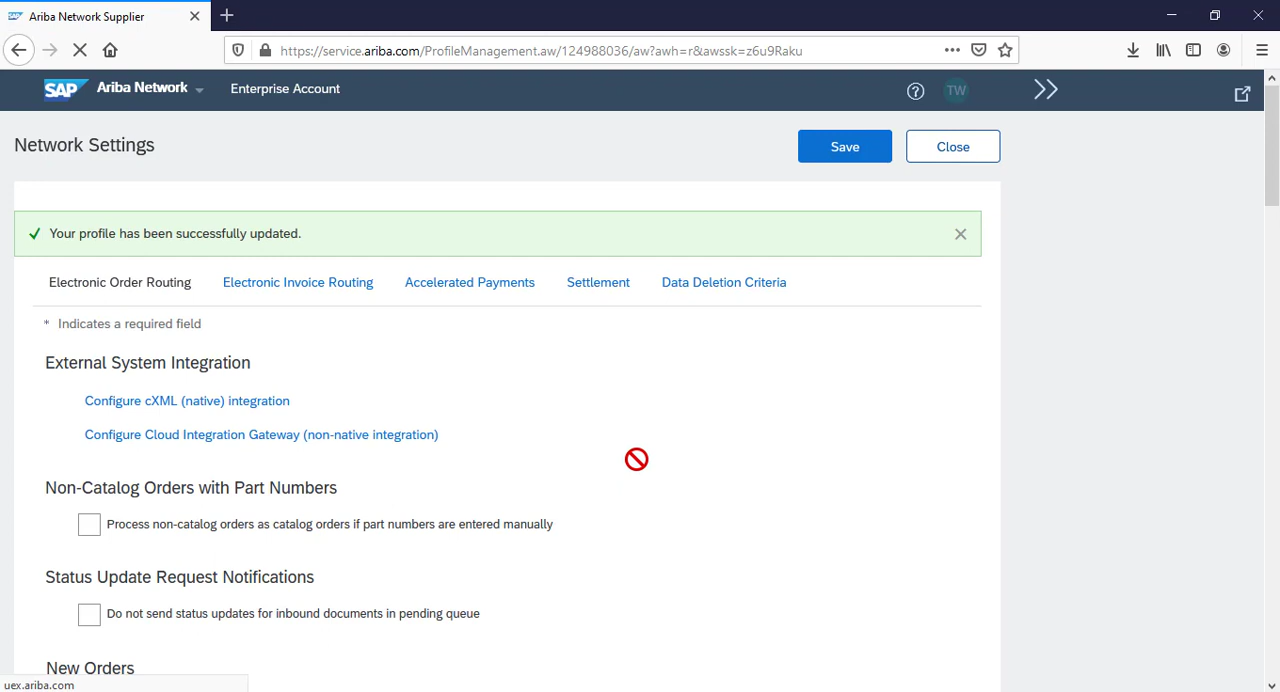 Ariba Network Supplier
https://service.ariba.com/ProfileManagement.aw/124988036/aw?awh=r&awssk=z6u9Raku
SAP Ariba Network Enterprise Account TW
Network Settings
Save Close
Your profile has been successfully updated.
Electronic Order Routing Electronic Invoice Routing Accelerated Payments Settlement Data Deletion Criteria
* Indicates a required field
External System Integration
Configure cXML (native) integration
Configure Cloud Integration Gateway (non-native integration)
Non-Catalog Orders with Part Numbers
Process non-catalog orders as catalog orders if part numbers are entered manually
Status Update Request Notifications
Do not send status updates for inbound documents in pending queue
New Orders
uex.ariba.com